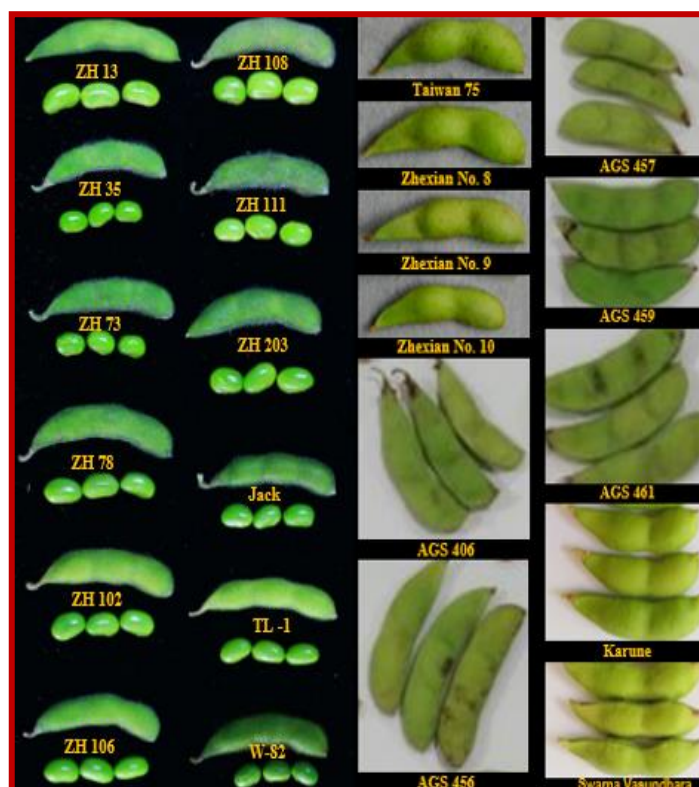 ZH 13
ZH 108
ZH 35
ZH 111
ZH 73
ZH 203
ZH 78
Jack
ZH 102
TL -1
ZH 106
W-82
Taiwan 75
Zhexian No. 8
Zhexian No. 9
Zhexian No. 10
AGS 406
AGS 456
AGS 457
AGS 459
AGS 461
Karune
Swarna Vasundhara